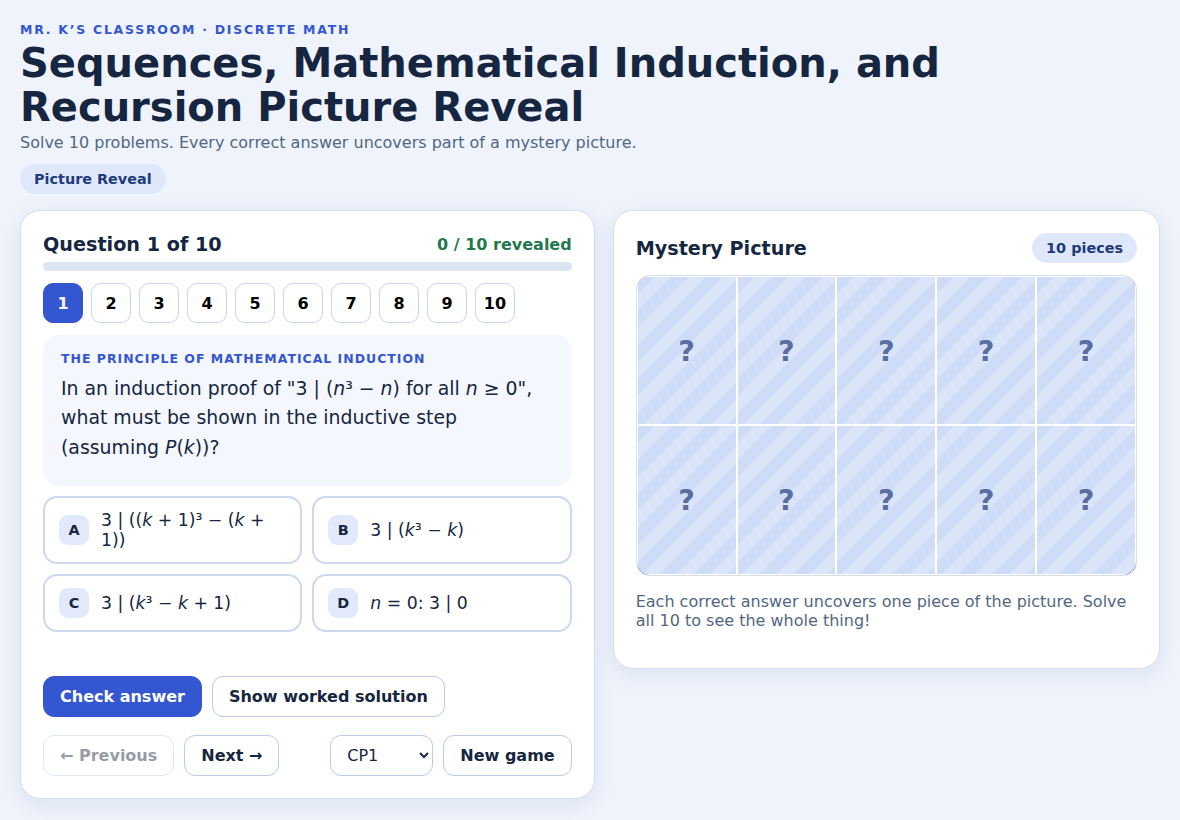 MR. K’S CLASSROOM · DISCRETE MATH
Sequences, Mathematical Induction, and
Recursion Picture Reveal
Solve 10 problems. Every correct answer uncovers part of a mystery picture.
Picture Reveal
Question 1 of 10
0 / 10 revealed
1 2 3 4 5 6 7 8 9 10
THE PRINCIPLE OF MATHEMATICAL INDUCTION
In an induction proof of "3 | (n³ − n) for all n ≥ 0",
what must be shown in the inductive step
(assuming P(k))?
A 3 | ((k + 1)³ − (k +
1))
B 3 | (k³ − k)
C 3 | (k³ − k + 1)
D n = 0: 3 | 0
Check answer
Show worked solution
← Previous
Next →
CP1
New game
Mystery Picture
10 pieces
? ? ? ? ?
? ? ? ? ?
Each correct answer uncovers one piece of the picture. Solve
all 10 to see the whole thing!